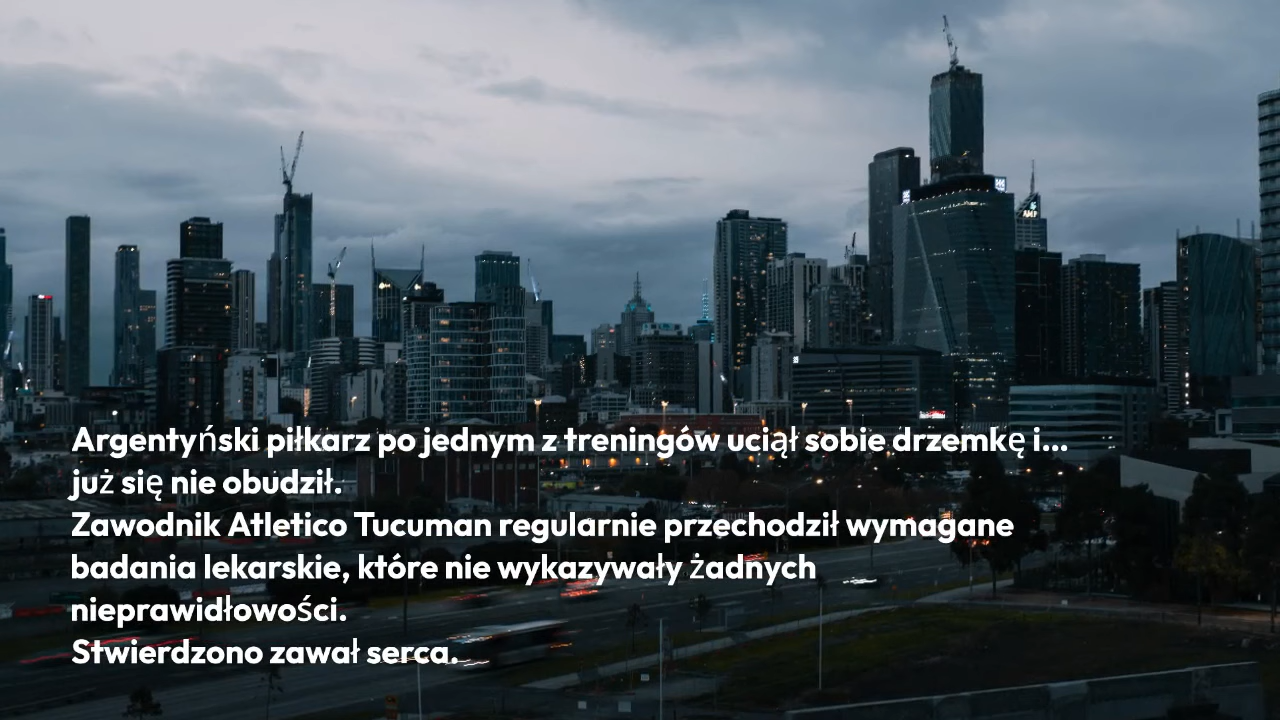 Argentyński piłkarz po jednym z treningów uciął sobie drzemkę i...
już się nie obudził.
Zawodnik Atletico Tucuman regularnie przechodził wymagane
badania lekarskie, które nie wykazywały żadnych
nieprawidłowości.
Stwierdzono zawał serca.